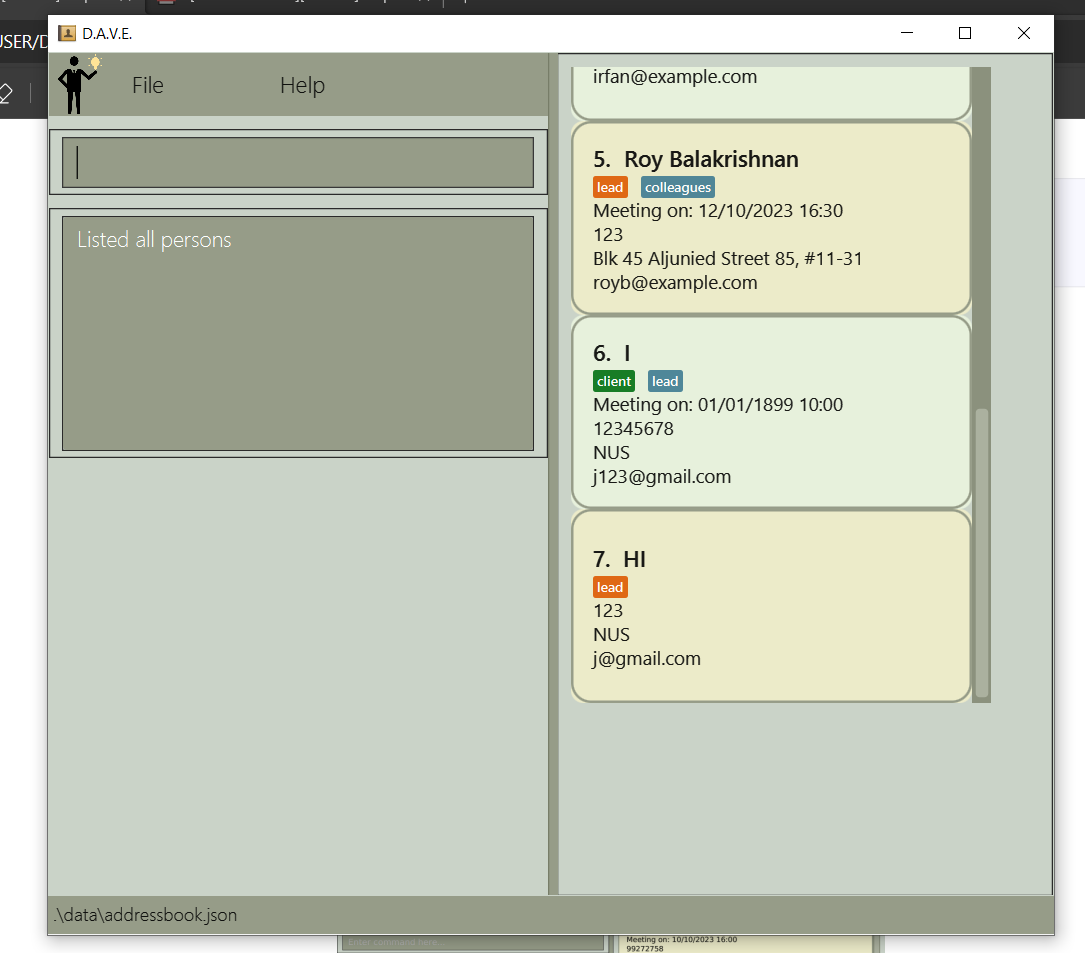 USER/D
D.A.V.E.
File
Help
Listed all persons
irfan@example.com
5. Roy Balakrishnan
lead colleagues
Meeting on: 12/10/2023 16:30
123
Blk 45 Aljunied Street 85, #11-31
royb@example.com
6. I
client lead
Meeting on: 01/01/1899 10:00
12345678
NUS
j123@gmail.com
7. HI
lead
123
NUS
j@gmail.com
.\data\addressbook.json
Enter command here...
Meeting on: 10/10/2023 16:00
99272758